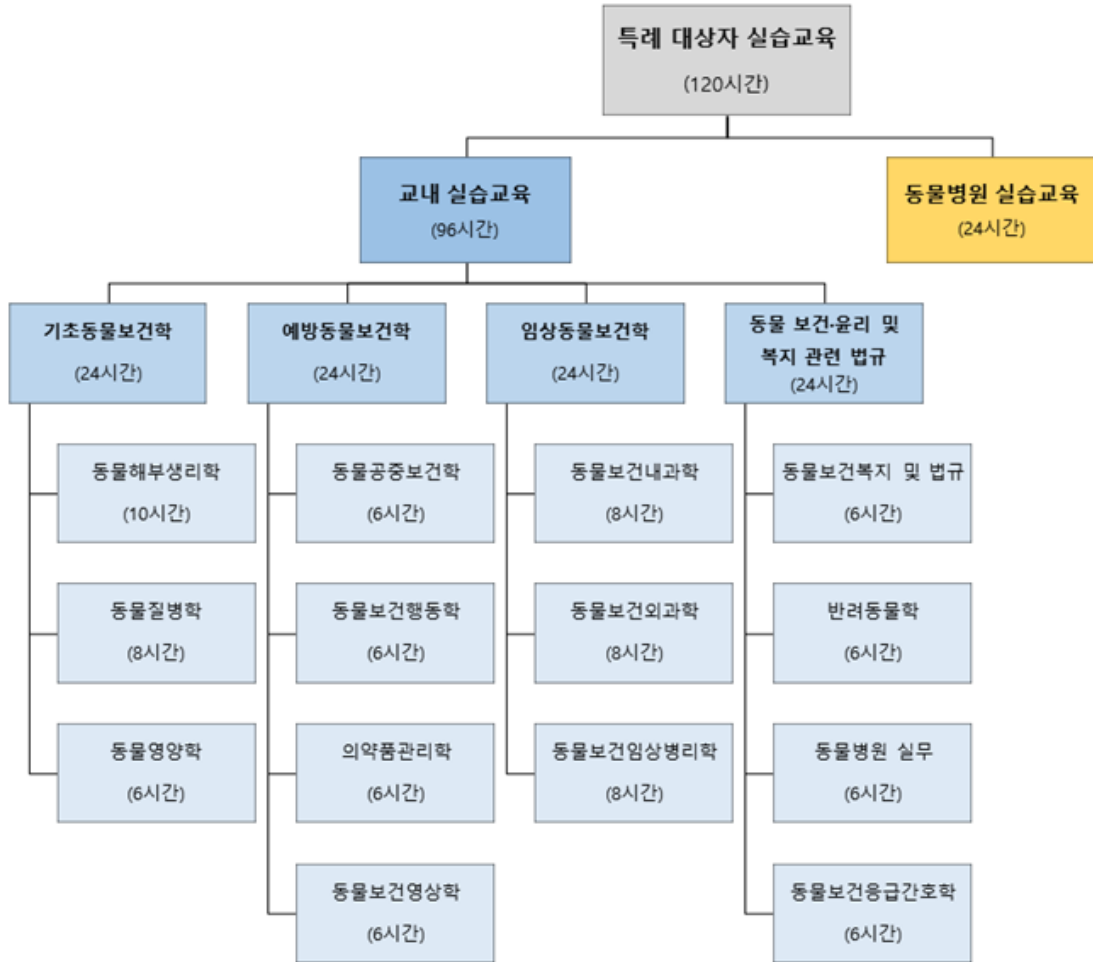 특례 대상자 실습교육
(120시간)
교내 실습교육
(96시간)
동물병원 실습교육
(24시간)
기초동물보건학
(24시간)
예방동물보건학
(24시간)
임상동물보건학
(24시간)
동물 보건·윤리 및
복지 관련 법규
(24시간)
동물해부생리학
(10시간)
동물공중보건학
(6시간)
동물보건내과학
(8시간)
동물보건복지 및 법규
(6시간)
동물질병학
(8시간)
동물보건행동학
(6시간)
동물보건외과학
(8시간)
반려동물학
(6시간)
동물영양학
(6시간)
의약품관리학
(6시간)
동물보건임상병리학
(8시간)
동물병원 실무
(6시간)
동물보건영상학
(6시간)
동물보건응급간호학
(6시간)